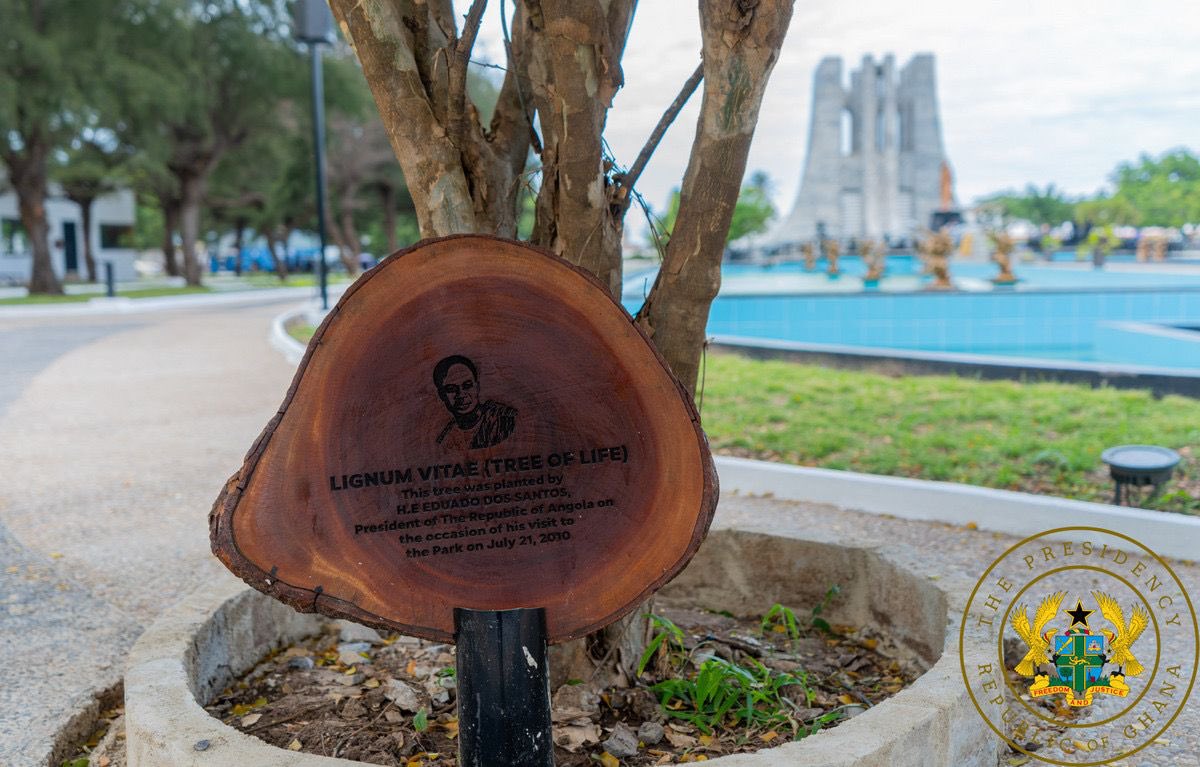 LIGNUM VITAE (TREE OF LIFE)
This tree was planted by
H.E EDUADO DOS SANTOS,
President of The Republic of Angola on
the occasion of his visit to
the Park on July 21, 2010
THE PRESIDENCY
REPUBLIC OF GHANA
FREEDOM AND JUSTICE